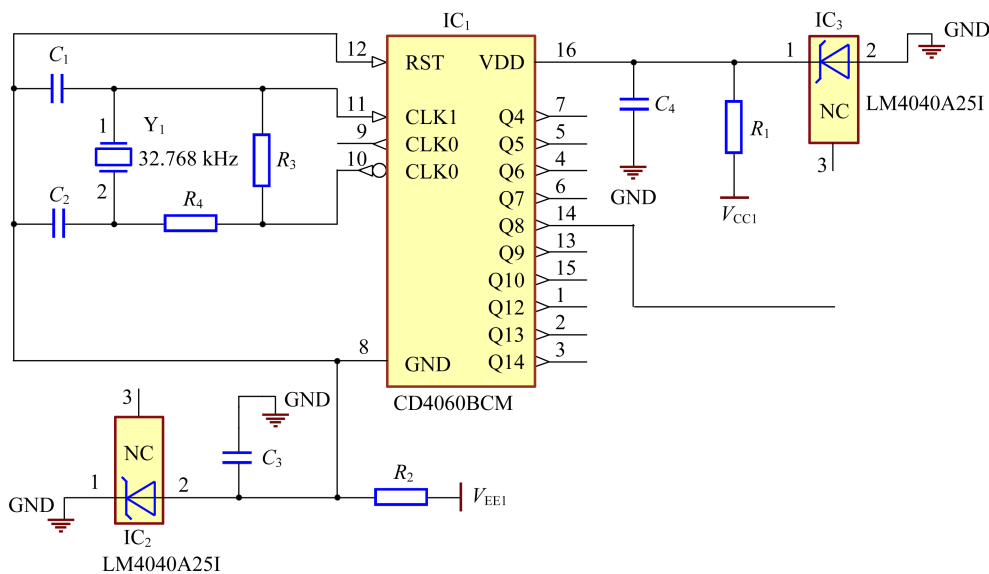 IC₁
IC₃
12 RST VDD 16
1 2 GND
C₁
LM4040A25I
NC
3
C₄
R₁
GND
V_CC1
11 CLK1 Q4 7
9 CLK0 Q5 5
10 CLK0 Q6 4
Q7 6
Q8 14
Q9 13
Q10 15
Q12 1
Q13 2
8 GND Q14 3
CD4060BCM
1 Y₁
32.768 kHz
2
R₃
C₂
R₄
3
NC
GND 1 2
IC₂
LM4040A25I
GND
C₃
R₂
V_EE1